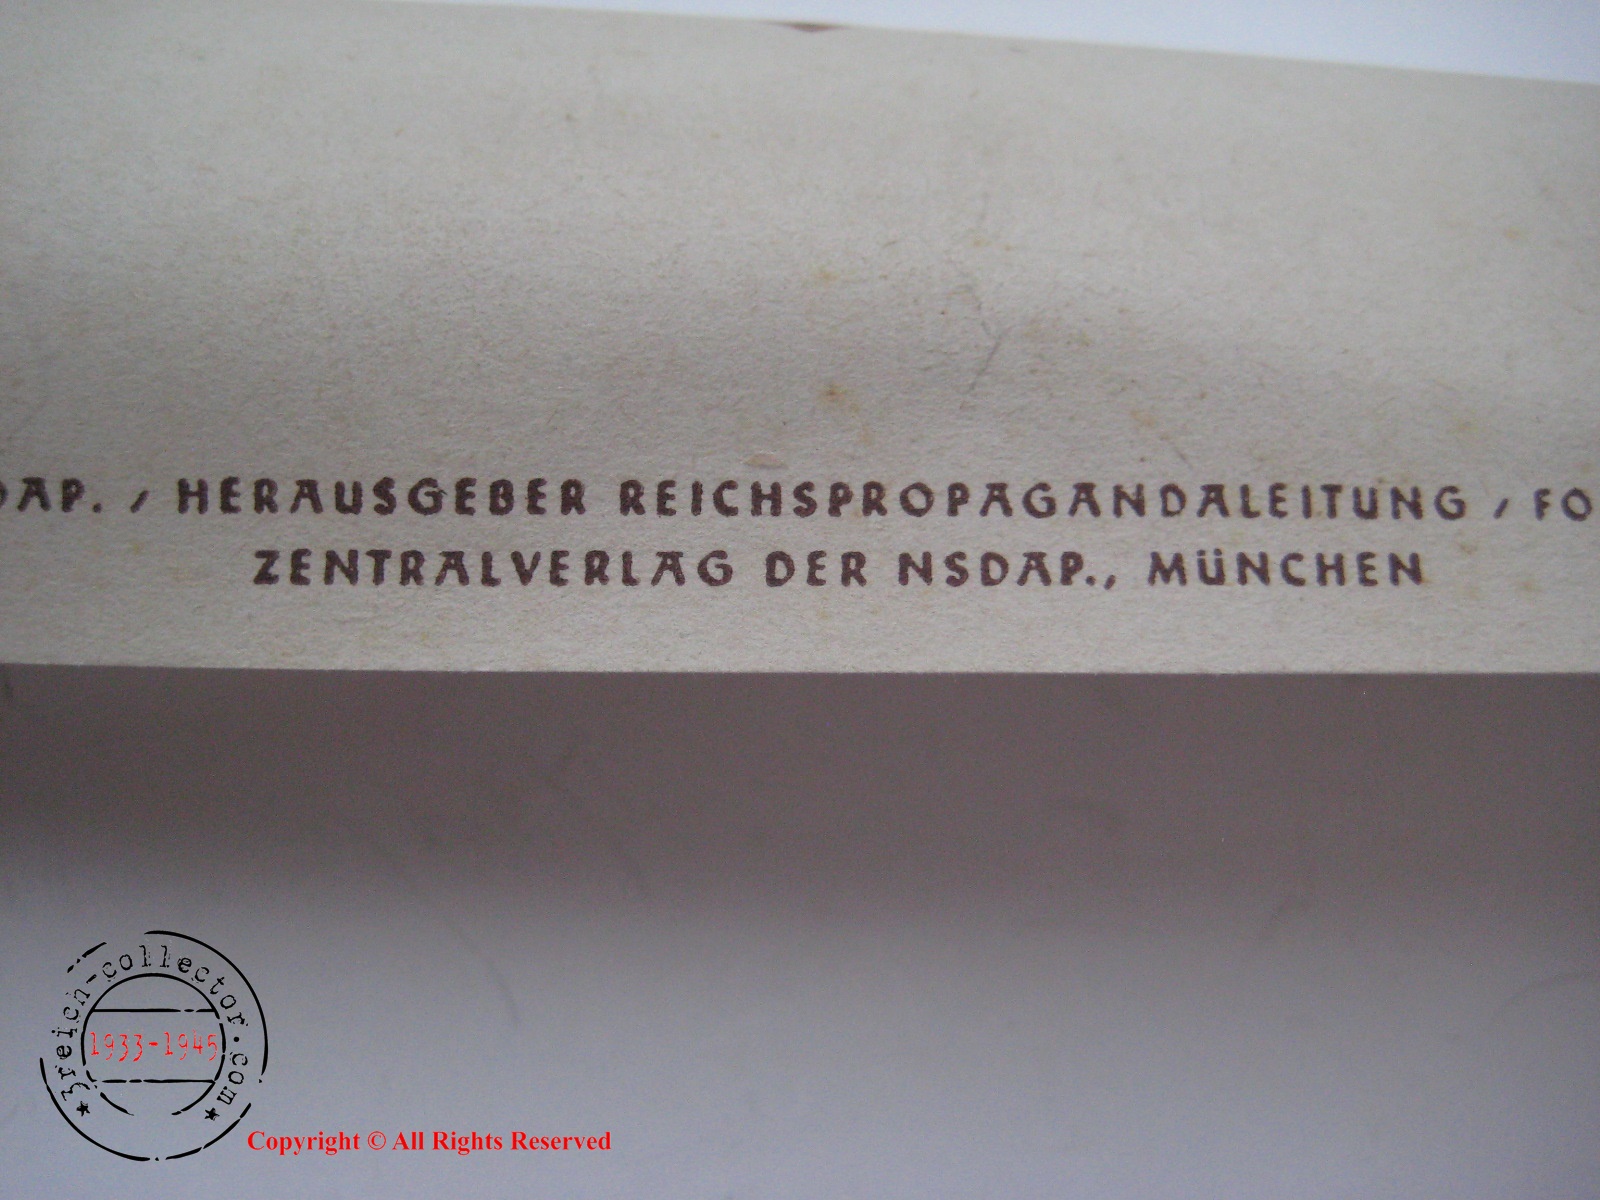 DAP. / HERAUSGEBER REICHSPROPAGANDALEITUNG / FO
ZENTRALVERLAG DER NSDAP., MÜNCHEN
3reich-collector.com
1933-1945
Copyright © All Rights Reserved